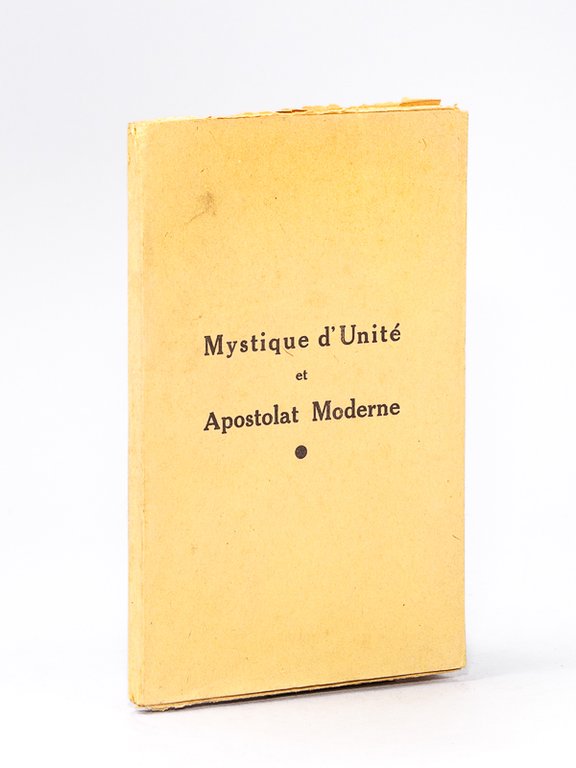 Mystique d'Unité
et
Apostolat Moderne